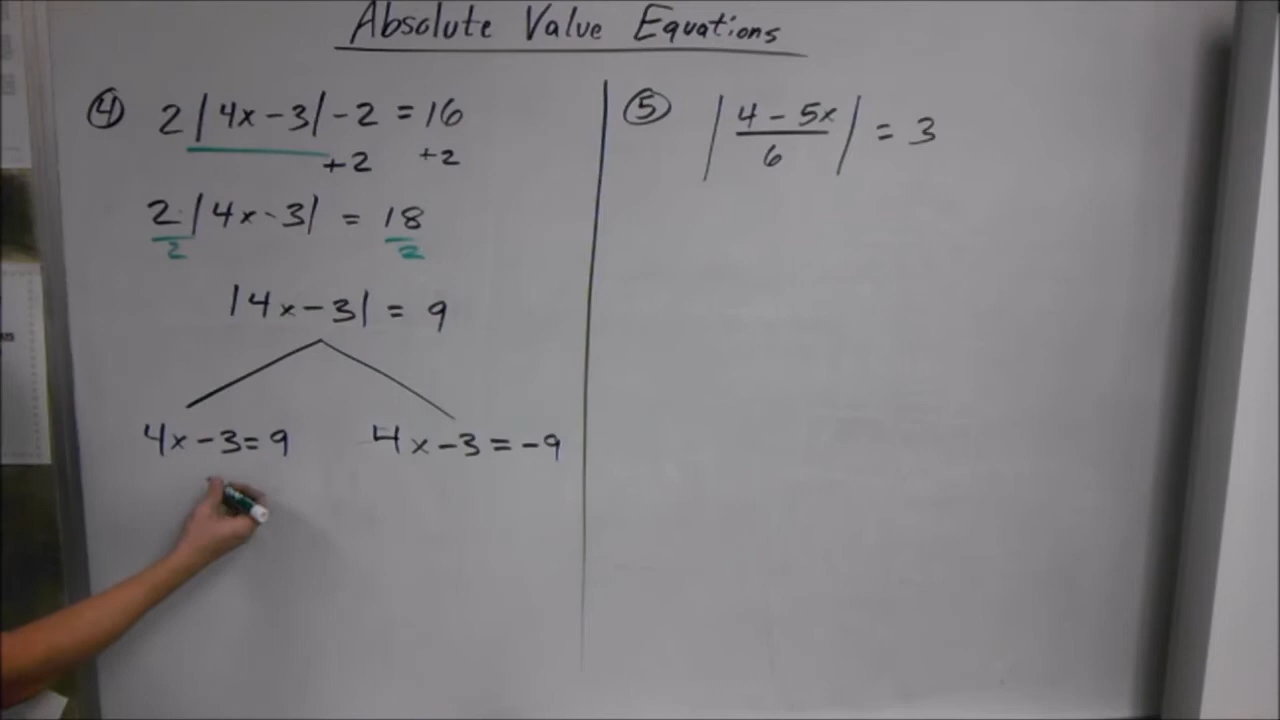 Absolute Value Equations
④ 2|4x-3|-2 = 16
+2 +2
2|4x-3| = 18
2 2
|4x-3| = 9
4x-3=9 4x-3=-9
⑤ |4-5x| = 3
6